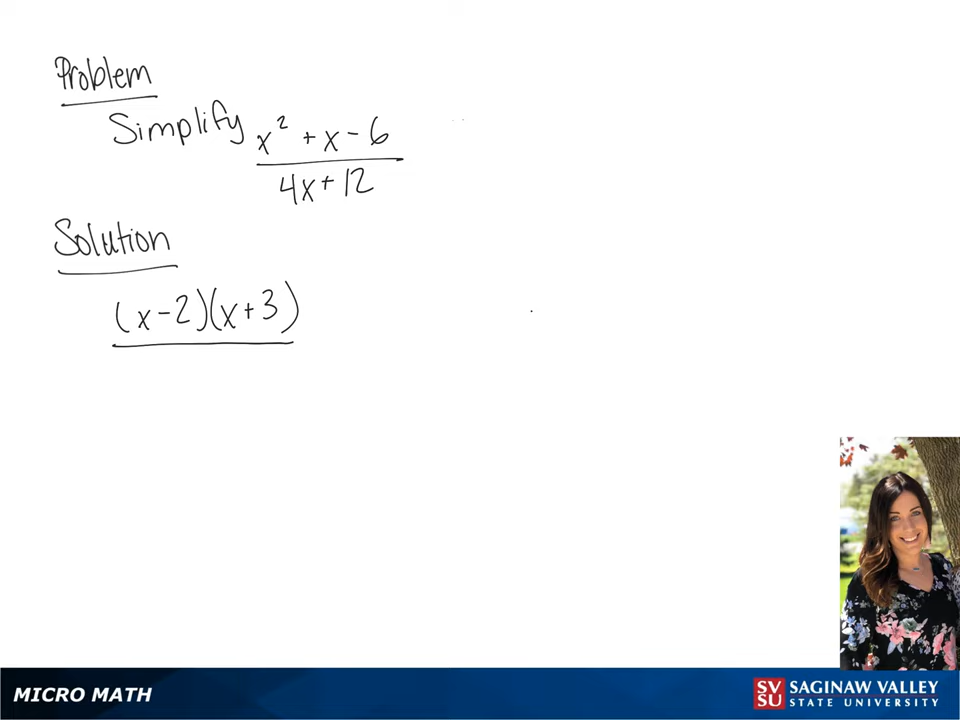 Problem
Simplify x² + x - 6
4x + 12
Solution
(x - 2)(x + 3)
MICRO MATH
SV SU SAGINAW VALLEY
STATE UNIVERSITY